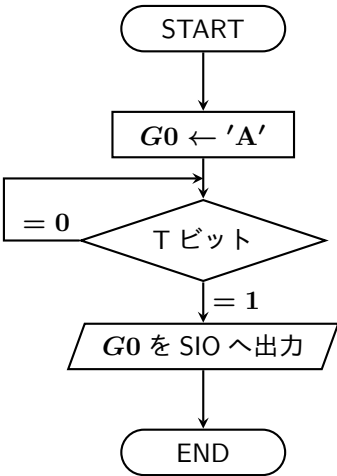 START
G0 ← 'A'
= 0
T ビット
= 1
G0 を SIO へ出力
END